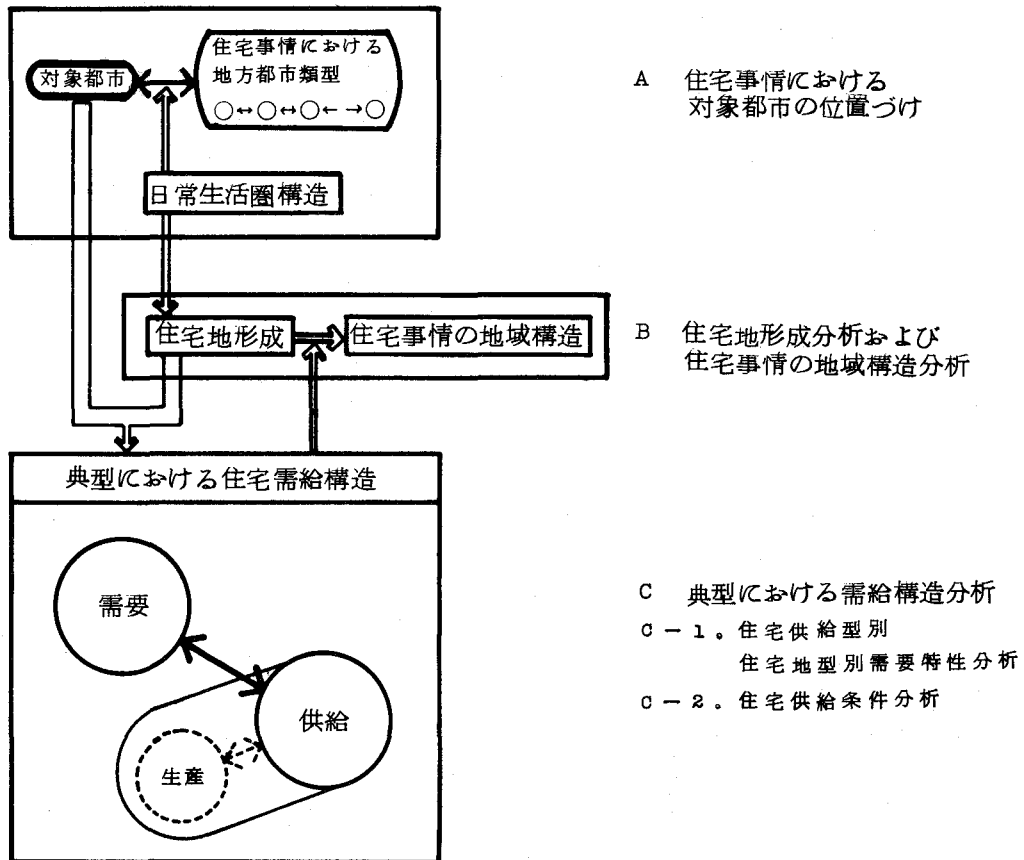 対象都市
住宅事情における
地方都市類型
○↔○↔○← →○
日常生活圏構造
A 住宅事情における
対象都市の位置づけ
住宅地形成
住宅事情の地域構造
B 住宅地形成分析および
住宅事情の地域構造分析
典型における住宅需給構造
需要
供給
生産
C 典型における需給構造分析
C－1。住宅供給型別
住宅地型別需要特性分析
C－2。住宅供給条件分析